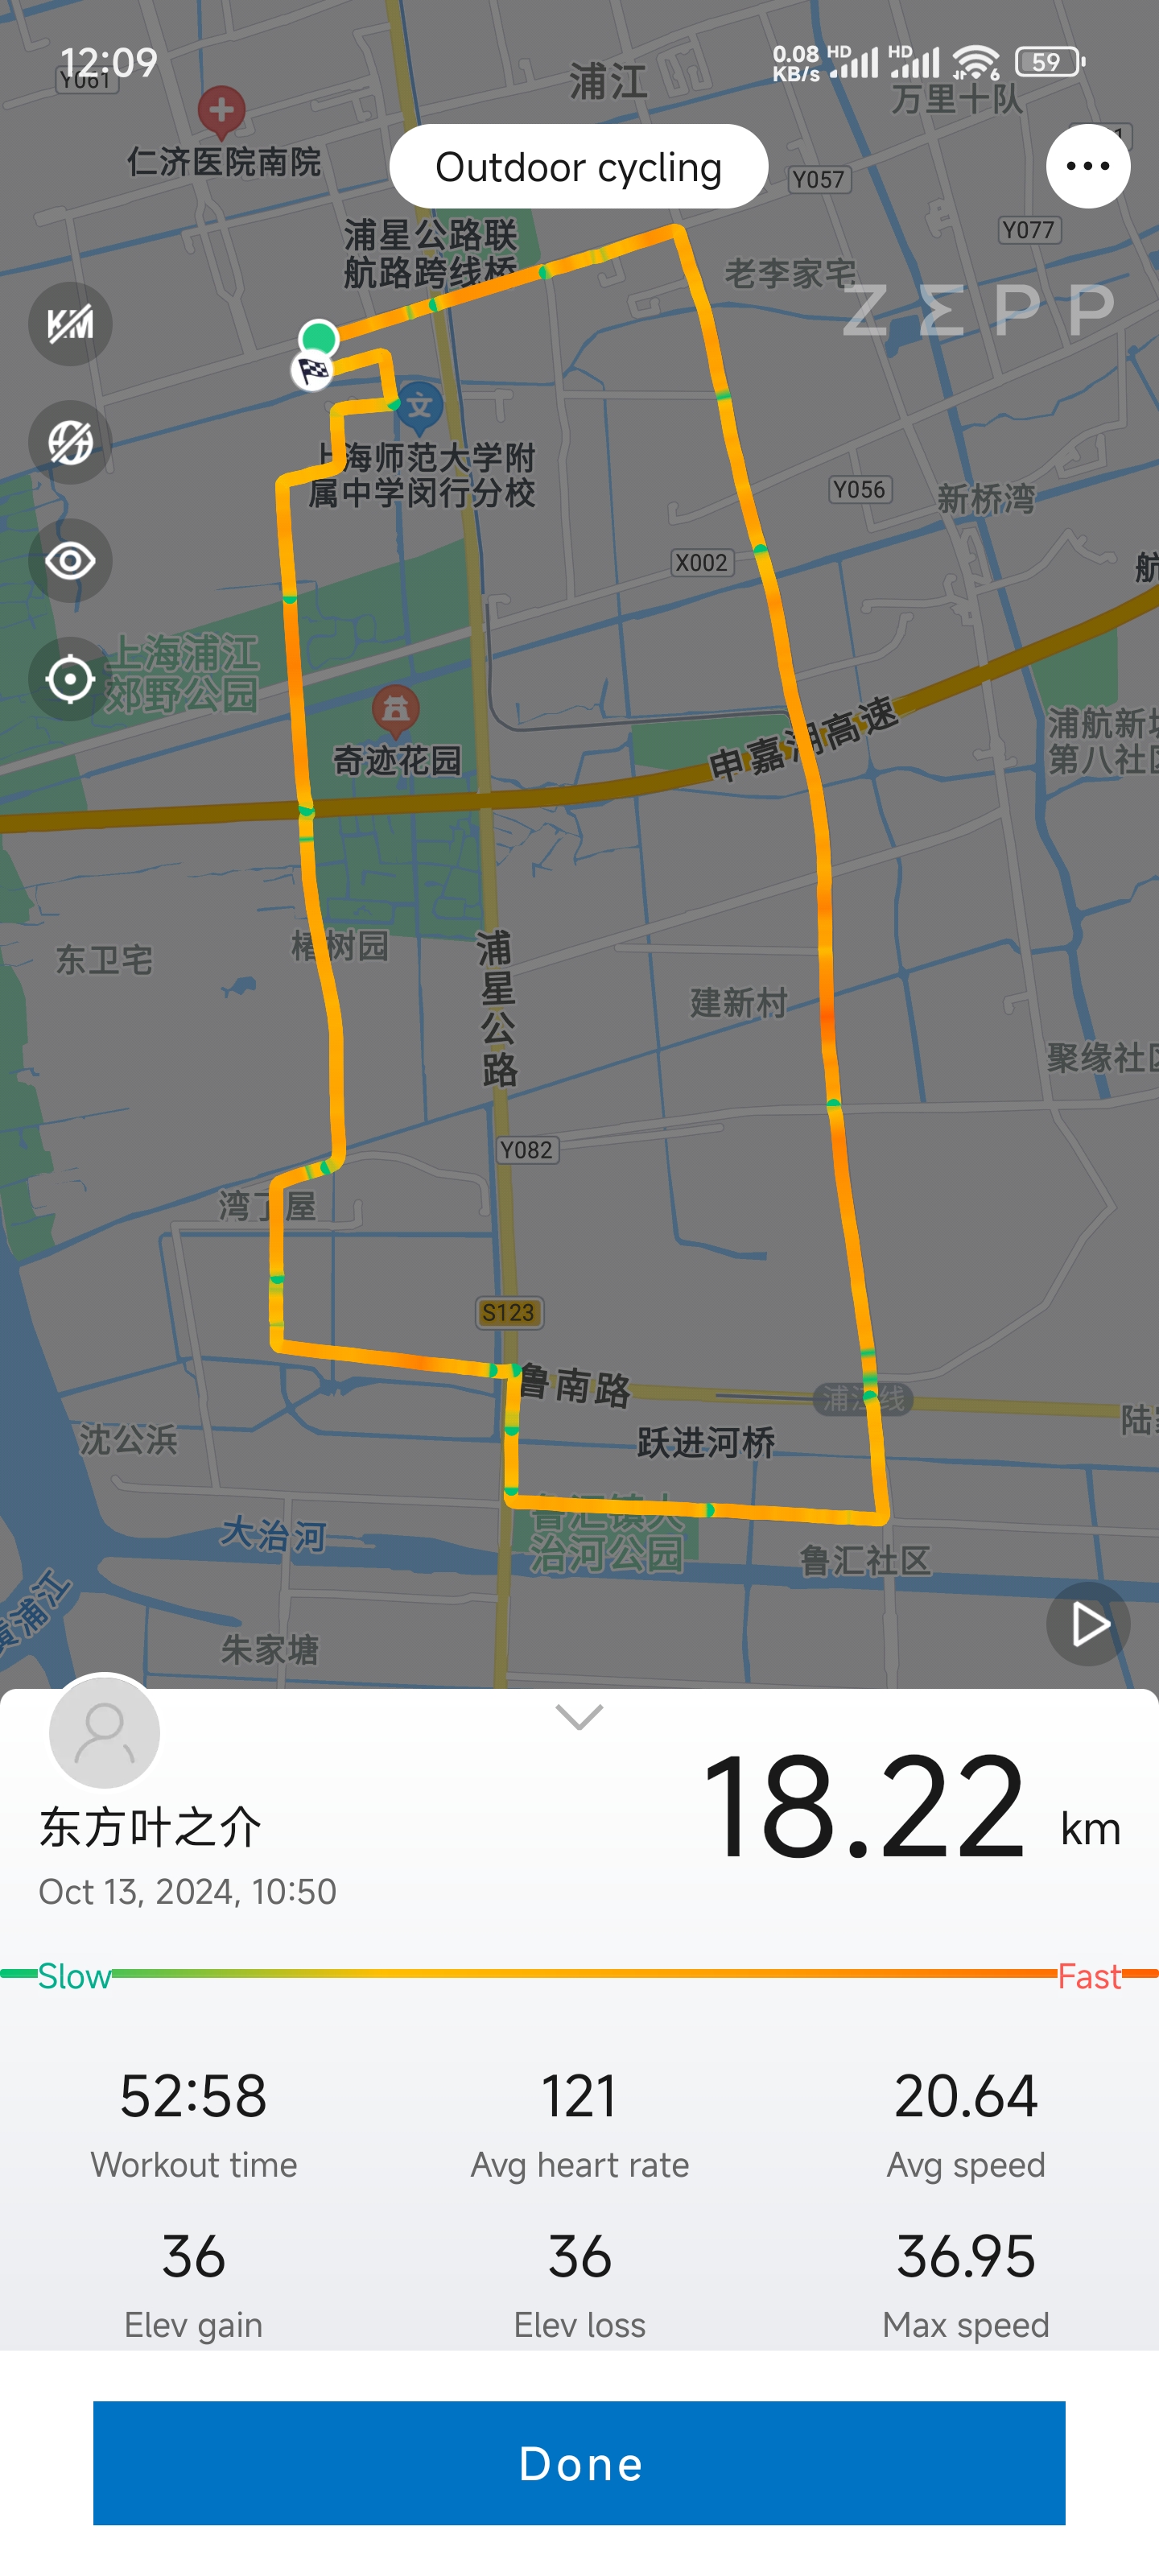 12:09
0.08
KB/s
HD
HD
6
59
Y061
浦江
万里十队
仁济医院南院
Outdoor cycling
Y057
Y077
浦星公路联
航路跨线桥
老李家宅
KM
ZΣPP
文
上海师范大学附
属中学闵行分校
Y056
新桥湾
X002
航
上海浦江
郊野公园
奇迹花园
申嘉湖高速
浦航新城
第八社区
东卫宅
椿树园
浦星公路
建新村
聚缘社区
Y082
湾丁屋
S123
鲁南路
浦江线
陆
沈公浜
跃进河桥
大治河
鲁汇镇大
治河公园
鲁汇社区
黄浦江
朱家塘
18.22 km
东方叶之介
Oct 13, 2024, 10:50
Slow
Fast
52:58
121
20.64
Workout time
Avg heart rate
Avg speed
36
36
36.95
Elev gain
Elev loss
Max speed
Done